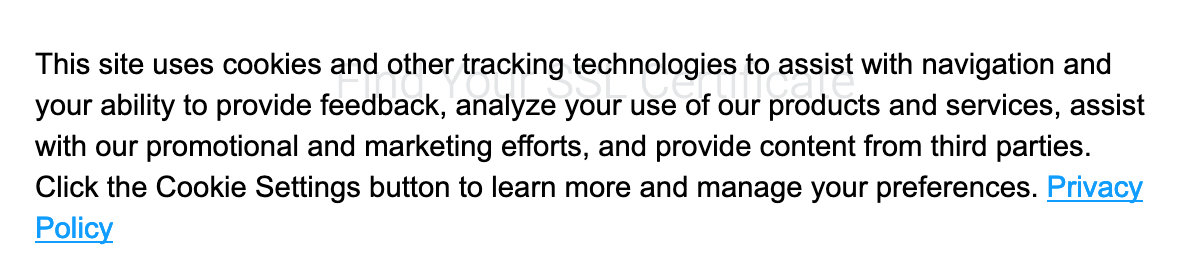 This site uses cookies and other tracking technologies to assist with navigation and
Find Your SSL Certificate
your ability to provide feedback, analyze your use of our products and services, assist
with our promotional and marketing efforts, and provide content from third parties.
Click the Cookie Settings button to learn more and manage your preferences. Privacy
Policy